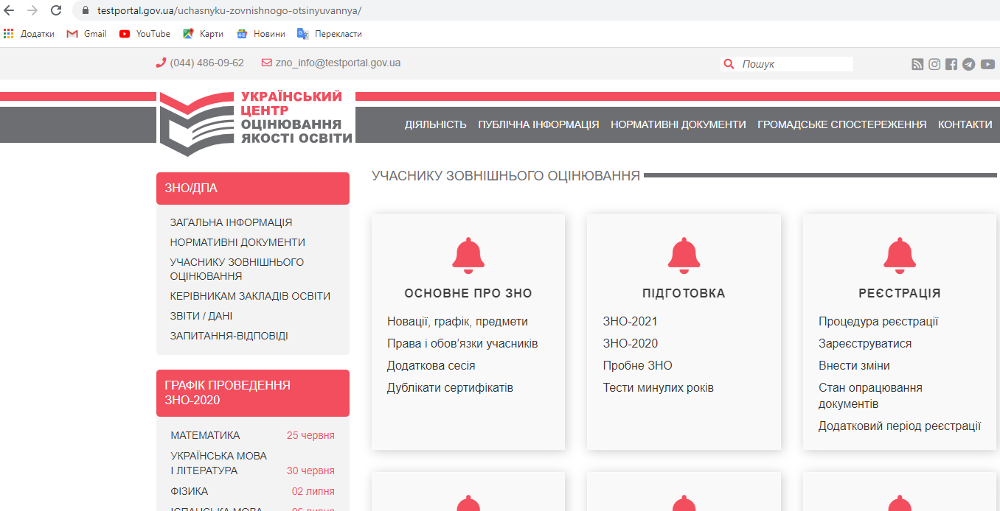 testportal.gov.ua/uchasnyku-zovnishnogo-otsinyuvannya/
Додатки Gmail YouTube Карти Новини Перекласти
(044) 486-09-62 zno_info@testportal.gov.ua Пошук
УКРАЇНСЬКИЙ
ЦЕНТР
ОЦІНЮВАННЯ
ЯКОСТІ ОСВІТИ
ДІЯЛЬНІСТЬ ПУБЛІЧНА ІНФОРМАЦІЯ НОРМАТИВНІ ДОКУМЕНТИ ГРОМАДСЬКЕ СПОСТЕРЕЖЕННЯ КОНТАКТИ
ЗНО/ДПА
ЗАГАЛЬНА ІНФОРМАЦІЯ
НОРМАТИВНІ ДОКУМЕНТИ
УЧАСНИКУ ЗОВНІШНЬОГО
ОЦІНЮВАННЯ
КЕРІВНИКАМ ЗАКЛАДІВ ОСВІТИ
ЗВІТИ / ДАНІ
ЗАПИТАННЯ-ВІДПОВІДІ
ГРАФІК ПРОВЕДЕННЯ
ЗНО-2020
МАТЕМАТИКА 25 червня
УКРАЇНСЬКА МОВА
І ЛІТЕРАТУРА 30 червня
ФІЗИКА 02 липня
ІСПАНСЬКА МОВА 06 липня
УЧАСНИКУ ЗОВНІШНЬОГО ОЦІНЮВАННЯ
ОСНОВНЕ ПРО ЗНО
Новації, графік, предмети
Права і обов’язки учасників
Додаткова сесія
Дублікати сертифікатів
ПІДГОТОВКА
ЗНО-2021
ЗНО-2020
Пробне ЗНО
Тести минулих років
РЕЄСТРАЦІЯ
Процедура реєстрації
Зареєструватися
Внести зміни
Стан опрацювання
документів
Додатковий період реєстрації